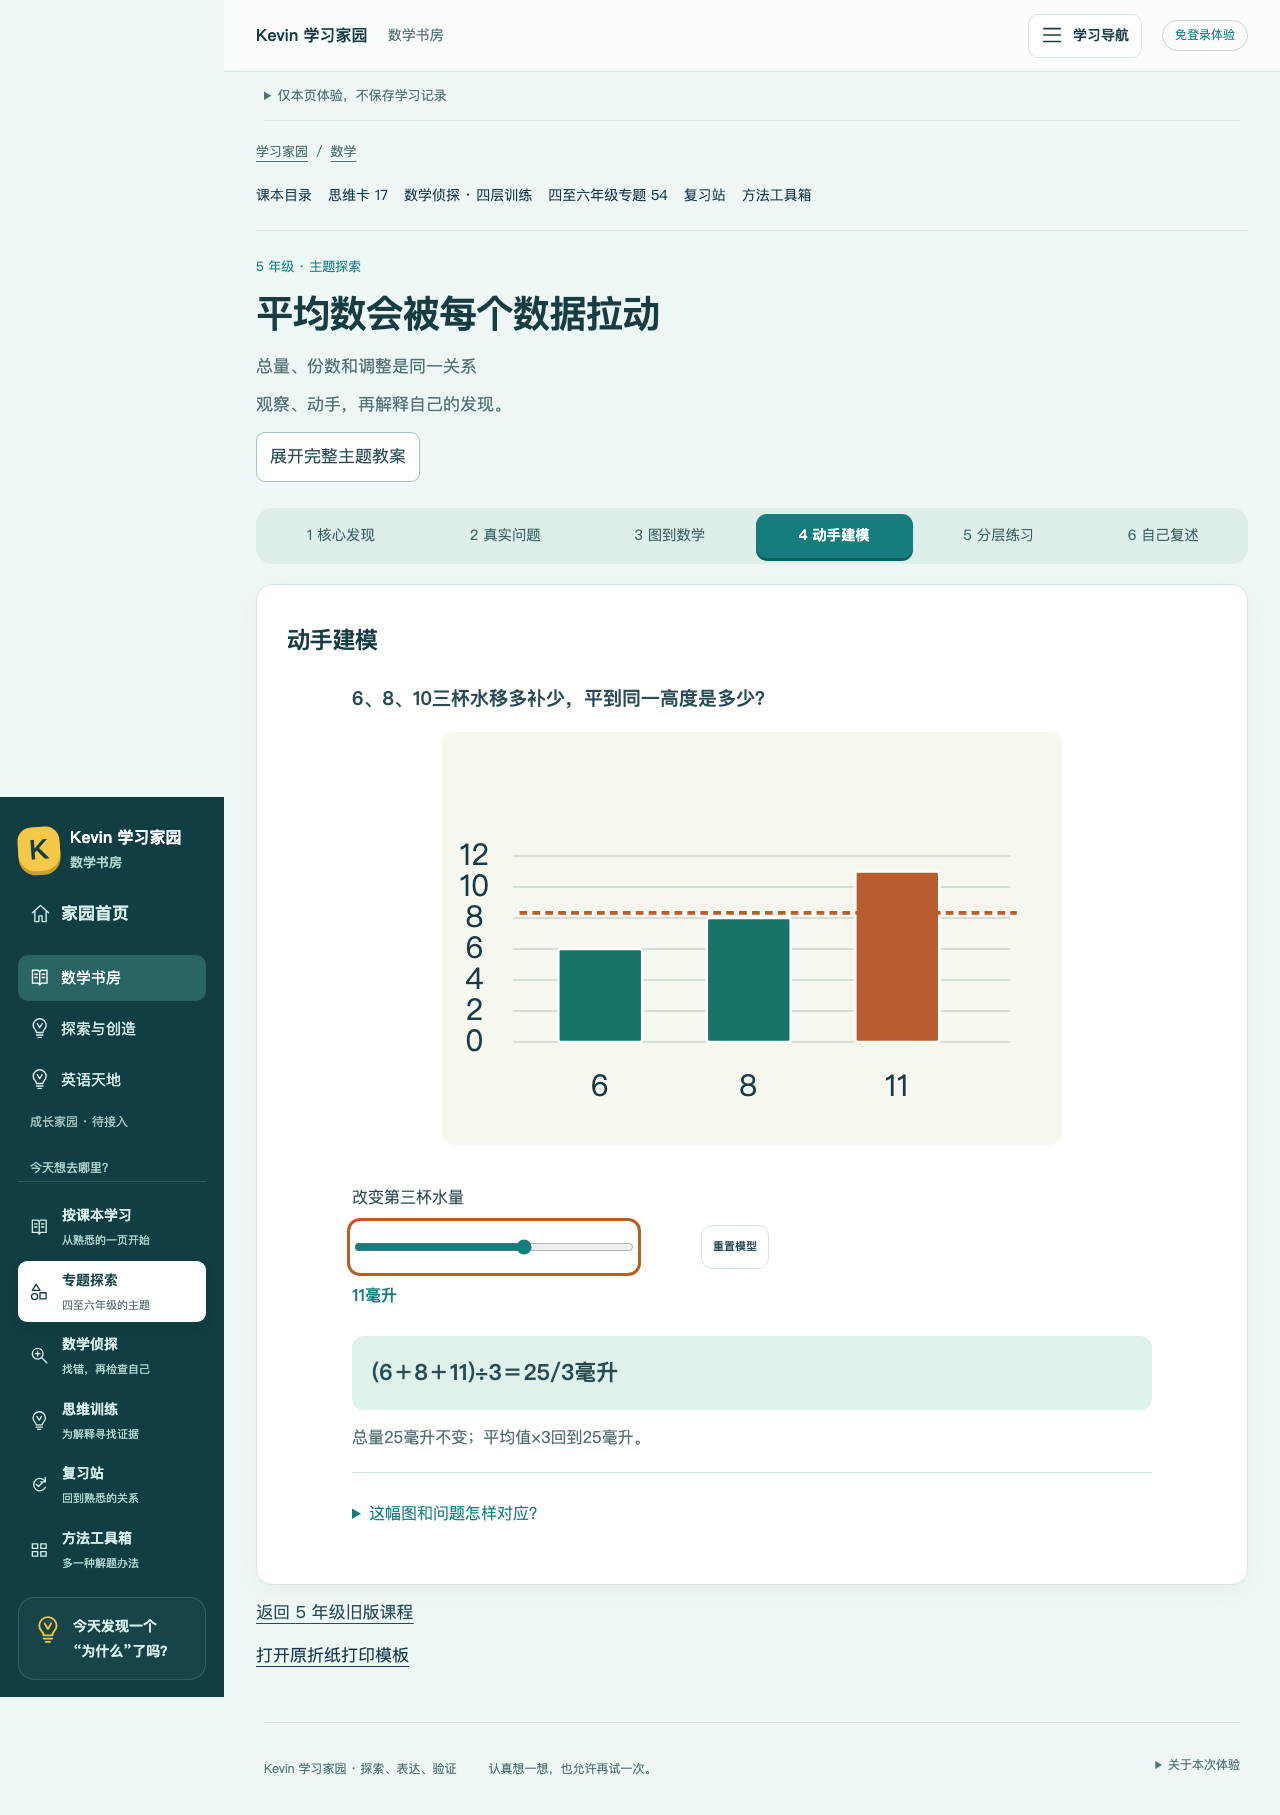 Kevin 学习家园
数学书房
学习导航
免登录体验
仅本页体验，不保存学习记录
学习家园 / 数学
课本目录 思维卡 17 数学侦探 · 四层训练 四至六年级专题 54 复习站 方法工具箱
5 年级 · 主题探索
平均数会被每个数据拉动
总量、份数和调整是同一关系
观察、动手，再解释自己的发现。
展开完整主题教案
1 核心发现
2 真实问题
3 图到数学
4 动手建模
5 分层练习
6 自己复述
动手建模
6、8、10三杯水移多补少，平到同一高度是多少？
12
10
8
6
4
2
0
6
8
11
改变第三杯水量
重置模型
11毫升
(6＋8＋11)÷3＝25/3毫升
总量25毫升不变；平均值×3回到25毫升。
这幅图和问题怎样对应？
返回 5 年级旧版课程
打开原折纸打印模板
K
Kevin 学习家园
数学书房
家园首页
数学书房
探索与创造
英语天地
成长家园 · 待接入
今天想去哪里？
按课本学习
从熟悉的一页开始
专题探索
四至六年级的主题
数学侦探
找错，再检查自己
思维训练
为解释寻找证据
复习站
回到熟悉的关系
方法工具箱
多一种解题办法
今天发现一个
“为什么”了吗？
Kevin 学习家园 · 探索、表达、验证
认真想一想，也允许再试一次。
关于本次体验